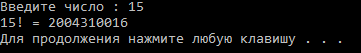 Введите число : 15
15! = 2004310016
Для продолжения нажмите любую клавишу . . .